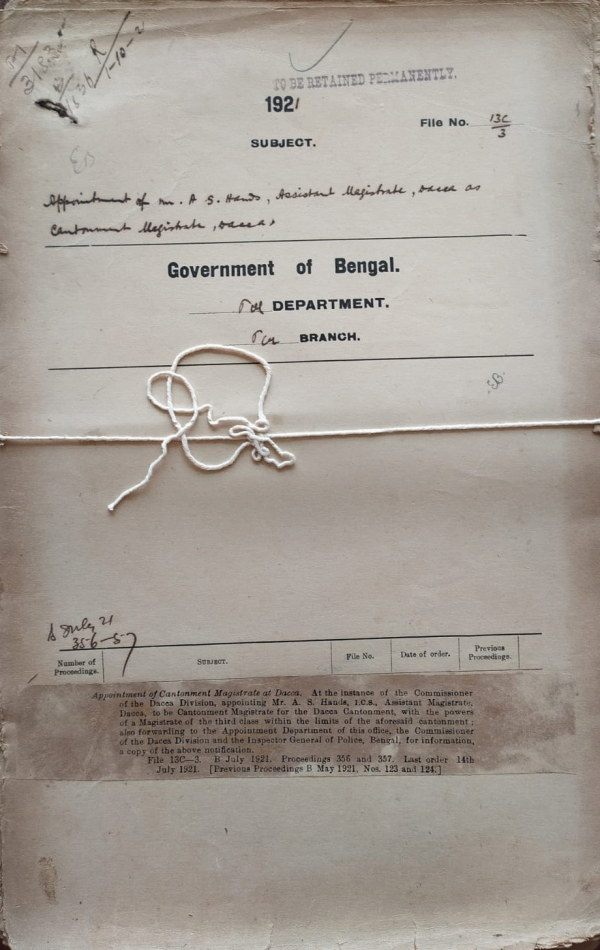 TO BE RETAINED PERMANENTLY.
1921
File No. 13C/3
SUBJECT.
EB
Appointment of Mr. A. S. Hands, Assistant Magistrate, Dacca as
Cantonment Magistrate, Dacca.
Government of Bengal.
Pol DEPARTMENT.
Pol BRANCH.
EB
B July 21
356-57
Number of Proceedings.
SUBJECT.
File No.
Date of order.
Previous Proceedings.
Appointment of Cantonment Magistrate at Dacca. At the instance of the Commissioner
of the Dacca Division, appointing Mr. A. S. Hands, I.C.S., Assistant Magistrate,
Dacca, to be Cantonment Magistrate for the Dacca Cantonment, with the powers
of a Magistrate of the third class within the limits of the aforesaid cantonment;
also forwarding to the Appointment Department of this office, the Commissioner
of the Dacca Division and the Inspector General of Police, Bengal, for information,
a copy of the above notification.
File 13C—3. B July 1921. Proceedings 356 and 357. Last order 14th
July 1921. [Previous Proceedings B May 1921, Nos. 123 and 124.]